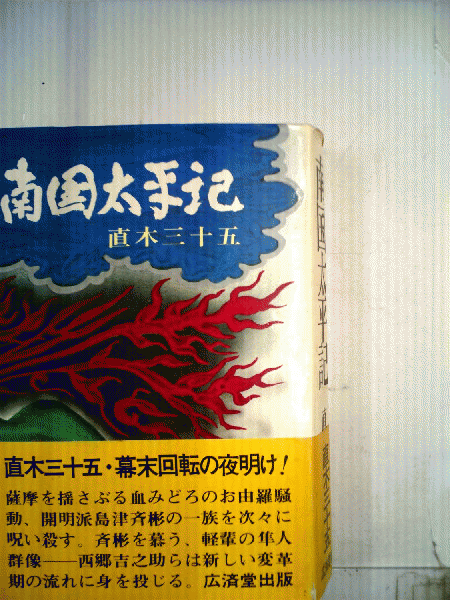 南国太平记
直木三十五
直木三十五・幕末回転の夜明け!
薩摩を揺さぶる血みどろのお由羅騒
動、開明派島津斉彬の一族を次々に
呪い殺す。斉彬を慕う、軽輩の隼人
群像──西郷吉之助らは新しい変革
期の流れに身を投じる。広済堂出版
南国太平記
直木三十五